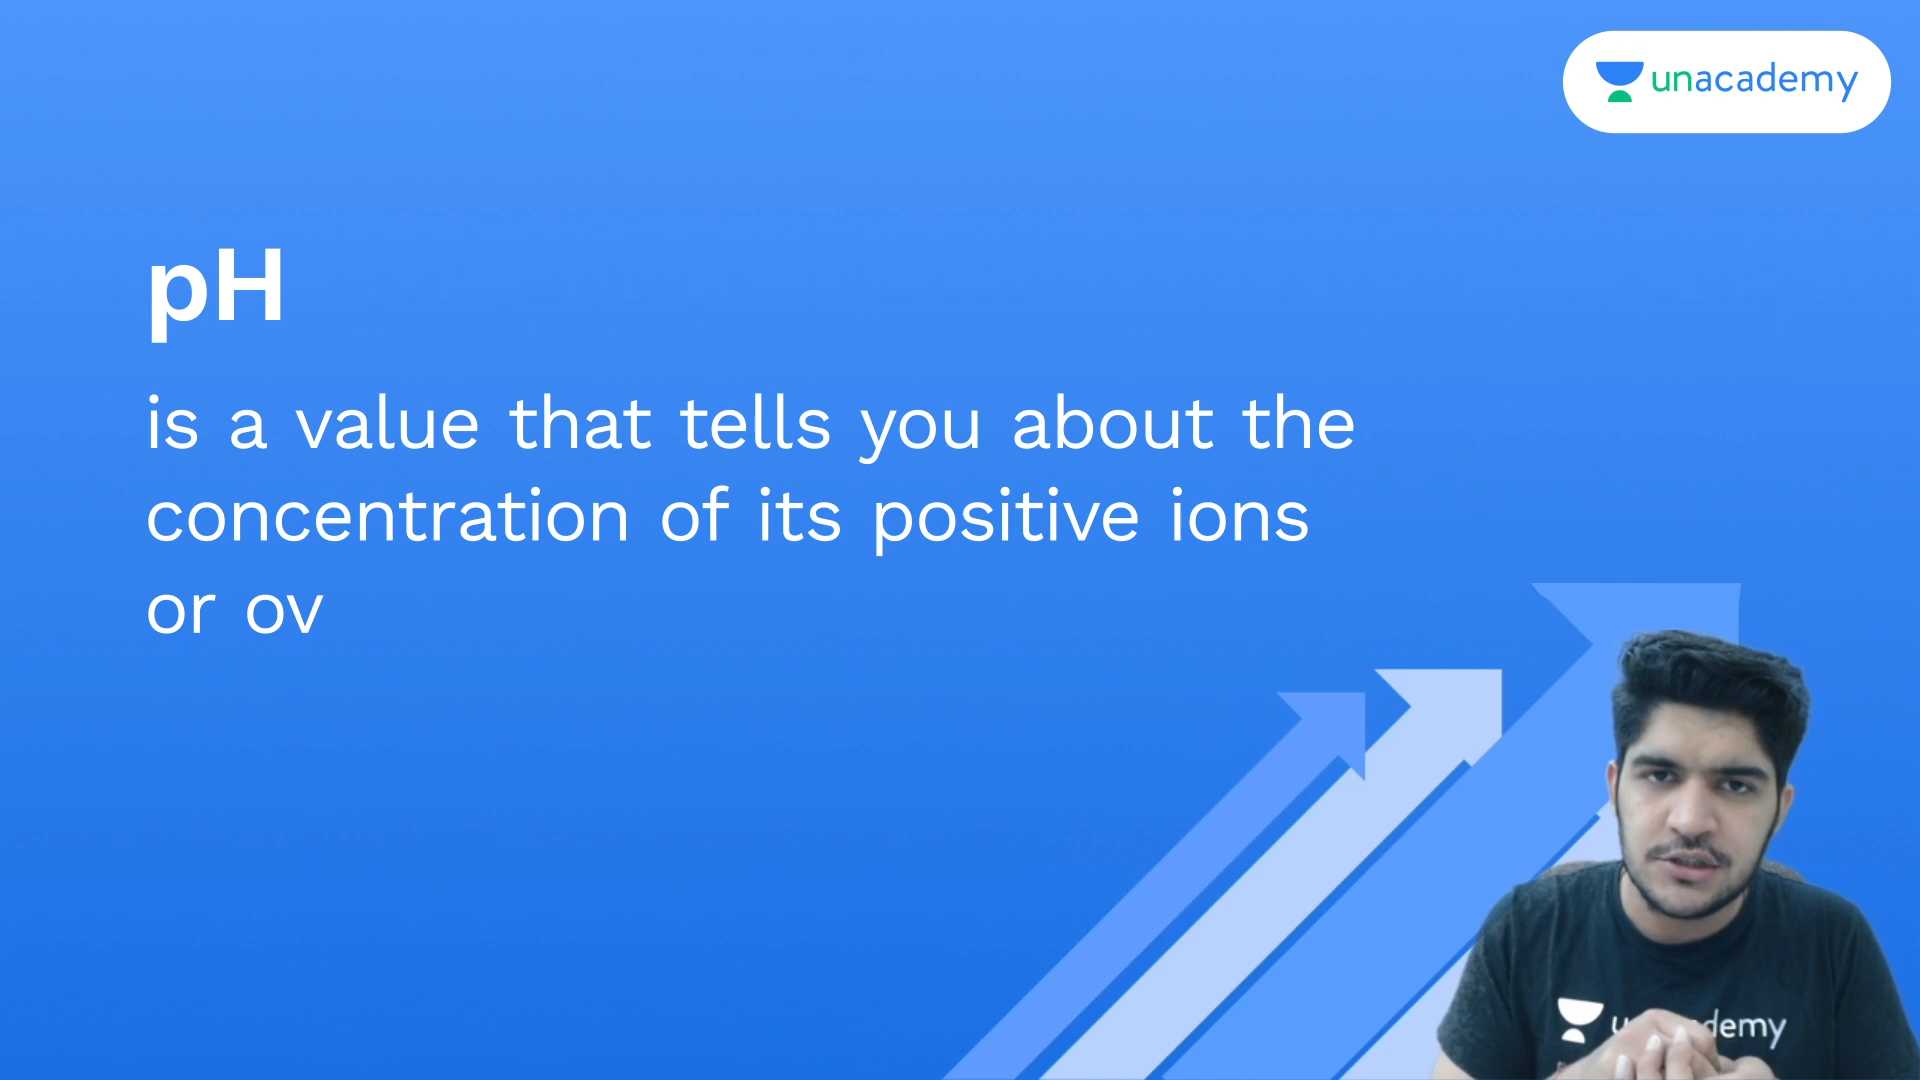 unacademy
pH
is a value that tells you about the
concentration of its positive ions
or ov